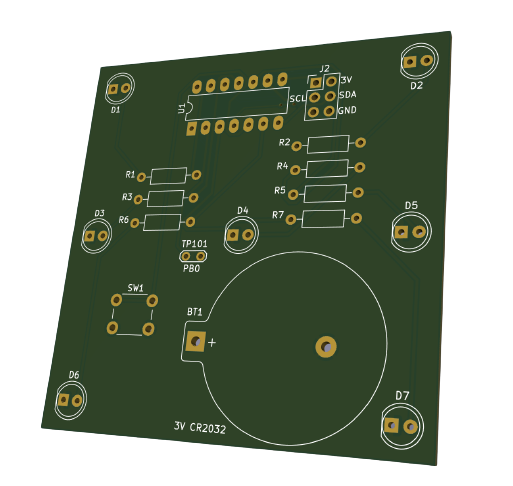 J2
3V
D2
D1
U1
SCL
SDA
GND
R2
R1
R4
R3
R5
R6
R7
D3
D4
D5
TP101
PB0
SW1
BT1
+
D6
D7
3V CR2032